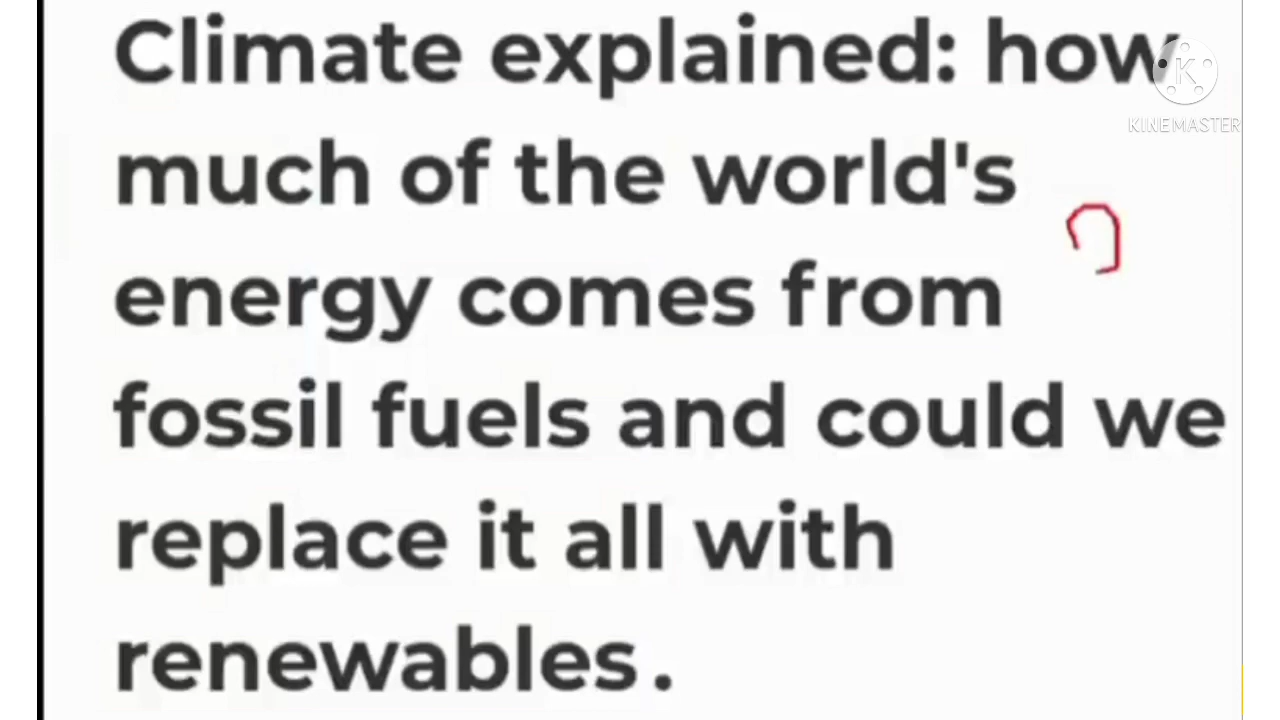 Climate explained: how
much of the world's
energy comes from
fossil fuels and could we
replace it all with
renewables.
K
KINEMASTER